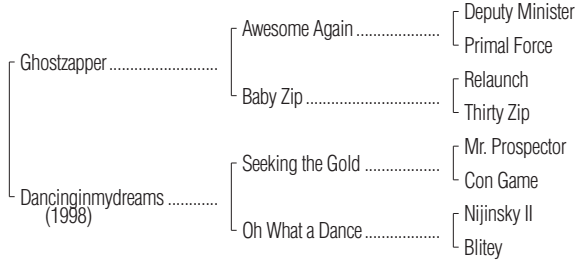 Deputy Minister
Awesome Again ..................
Primal Force
Ghostzapper ..........................
Relaunch
Baby Zip ................................
Thirty Zip
Mr. Prospector
Seeking the Gold ..................
Con Game
Dancinginmydreams ............
(1998)
Nijinsky II
Oh What a Dance ..................
Blitey